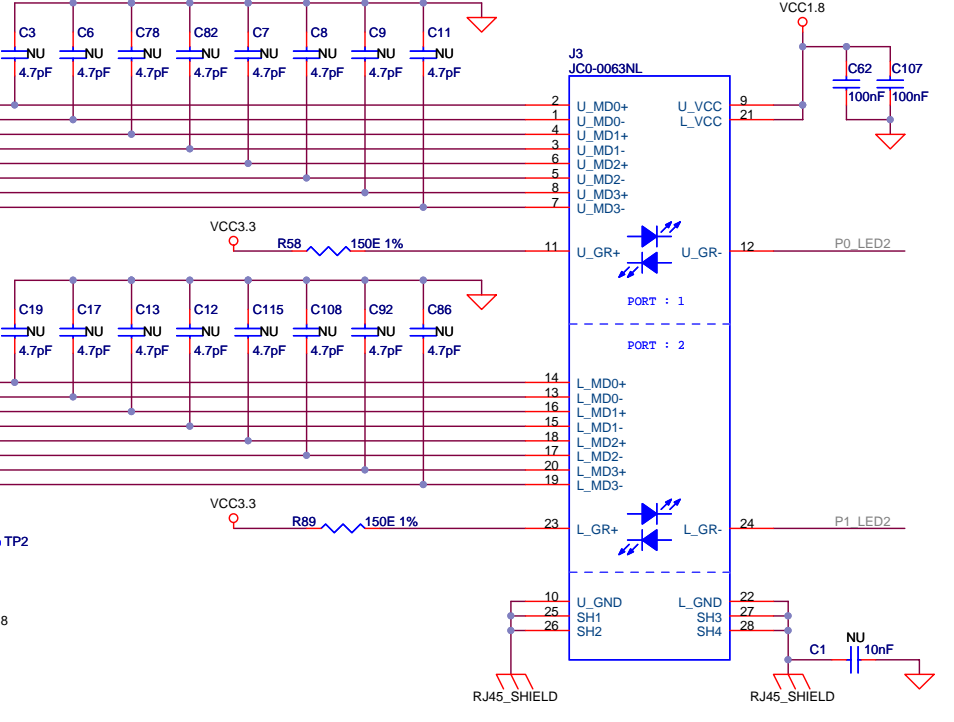 VCC1.8
C3 C6 C78 C82 C7 C8 C9 C11
NU NU NU NU NU NU NU NU
4.7pF 4.7pF 4.7pF 4.7pF 4.7pF 4.7pF 4.7pF 4.7pF
J3
JC0-0063NL
C62 C107
100nF 100nF
2 U_MD0+ U_VCC 9
1 U_MD0- L_VCC 21
4 U_MD1+
3 U_MD1-
6 U_MD2+
5 U_MD2-
8 U_MD3+
7 U_MD3-
VCC3.3
R58 150E 1% 11 U_GR+ U_GR- 12 P0_LED2
PORT : 1
C19 C17 C13 C12 C115 C108 C92 C86
NU NU NU NU NU NU NU NU
4.7pF 4.7pF 4.7pF 4.7pF 4.7pF 4.7pF 4.7pF 4.7pF
PORT : 2
14 L_MD0+
13 L_MD0-
16 L_MD1+
15 L_MD1-
18 L_MD2+
17 L_MD2-
20 L_MD3+
19 L_MD3-
VCC3.3
R89 150E 1% 23 L_GR+ L_GR- 24 P1_LED2
TP2
10 U_GND L_GND 22
25 SH1 SH3 27
26 SH2 SH4 28
8
NU
C1 10nF
RJ45_SHIELD RJ45_SHIELD